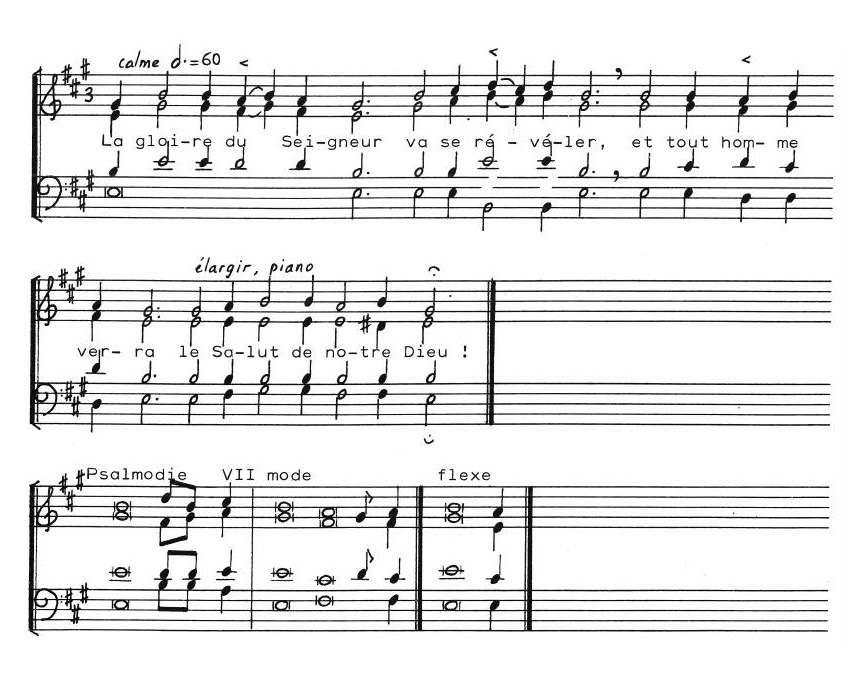 calme 𝅗𝅥. = 60
La gloi-re du Sei-gneur va se ré - vé-ler, et tout hom- me
élargir, piano
ver- ra le Sa-lut de no-tre Dieu !
Psalmodie VII mode flexe